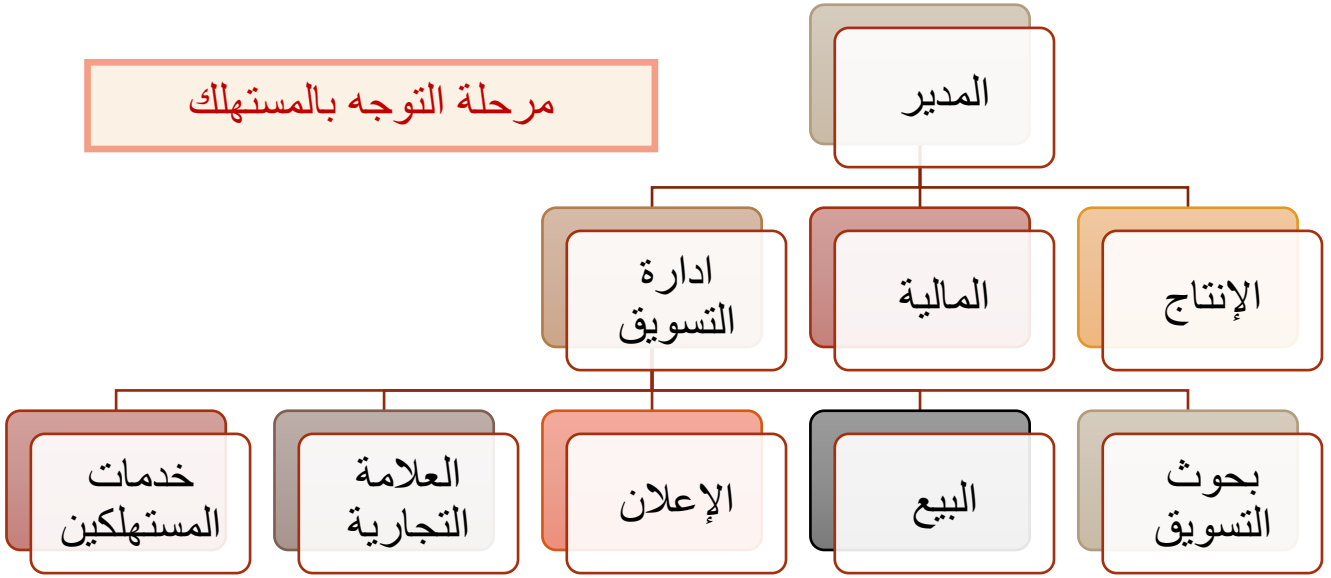 المدير
مرحلة التوجه بالمستهلك
الإنتاج
المالية
ادارة
التسويق
بحوث
التسويق
البيع
الإعلان
العلامة
التجارية
خدمات
المستهلكين